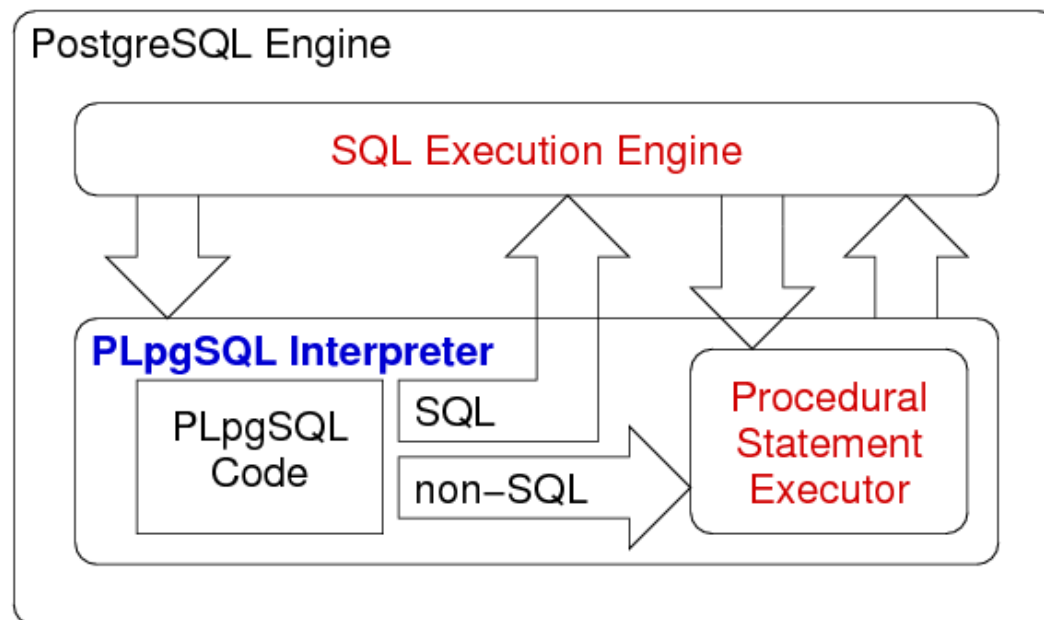 PostgreSQL Engine
SQL Execution Engine
PLpgSQL Interpreter
PLpgSQL
Code
SQL
non−SQL
Procedural
Statement
Executor